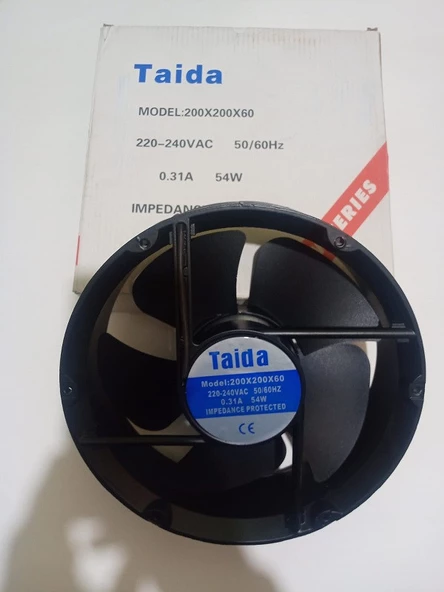 Taida
MODEL:200X200X60
220-240VAC 50/60Hz
0.31A 54W
IMPEDANC
ERIES
Taida
Model:200X200X60
220-240VAC 50/60HZ
0.31A 54W
IMPEDANCE PROTECTED
CE